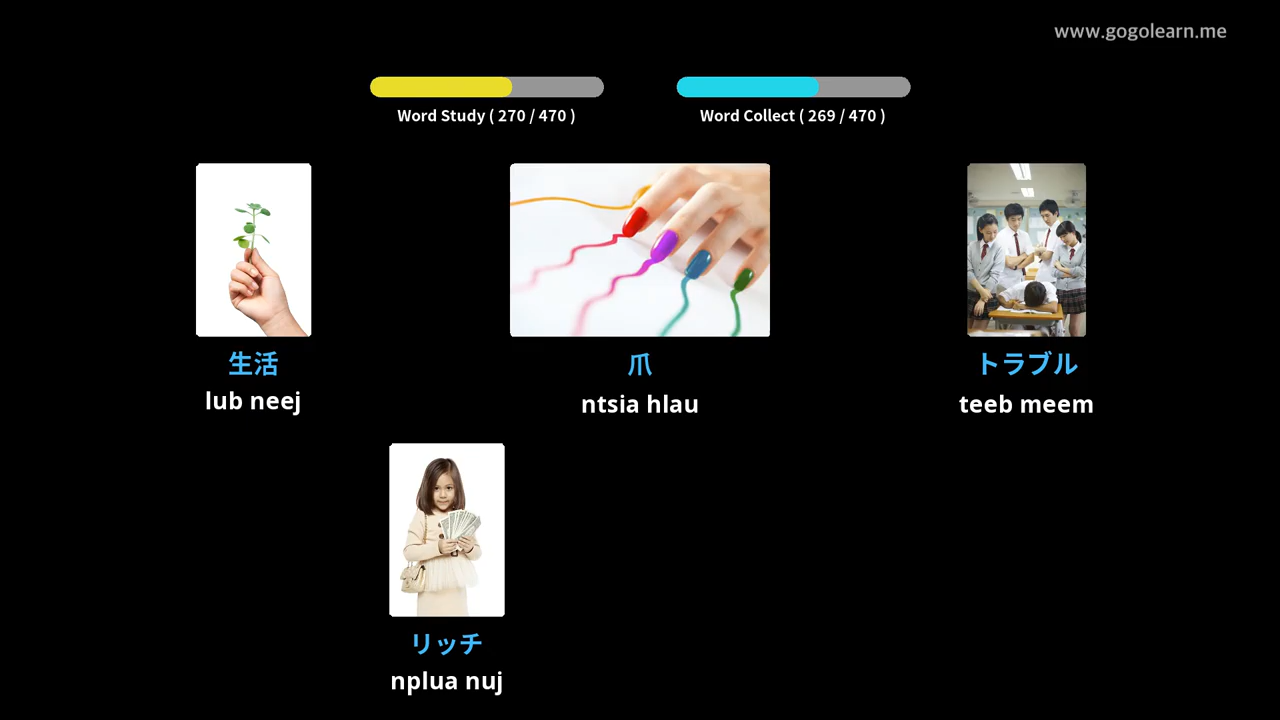 www.gogolearn.me
Word Study ( 270 / 470 )
Word Collect ( 269 / 470 )
生活
lub neej
爪
ntsia hlau
トラブル
teeb meem
リッチ
nplua nuj